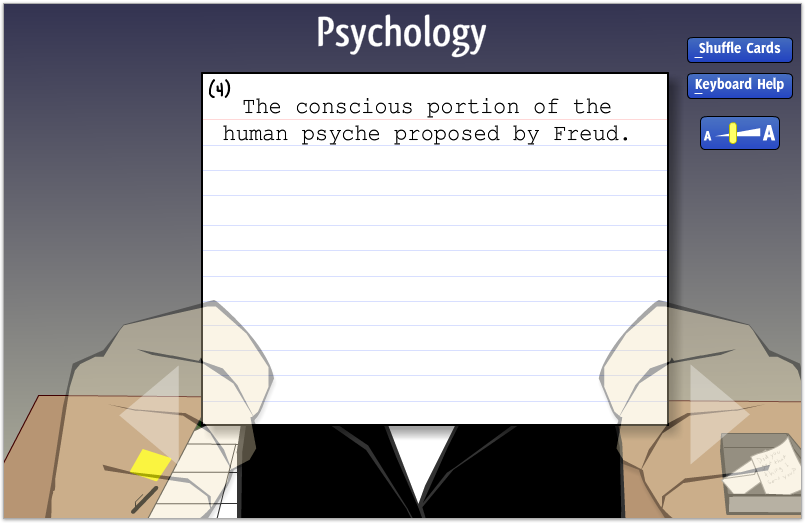 Psychology
Shuffle Cards
Keyboard Help
A A
(4)
The conscious portion of the
human psyche proposed by Freud.